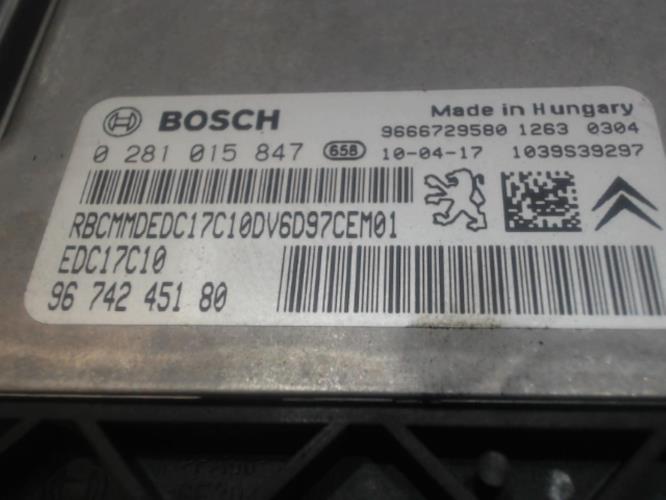 BOSCH
Made in Hungary
9666729580 1263 0304
0 281 015 847 658 10-04-17 1039S39297
RBCMMDEDC17C10DV6D97CEM01
EDC17C10
96 742 451 80